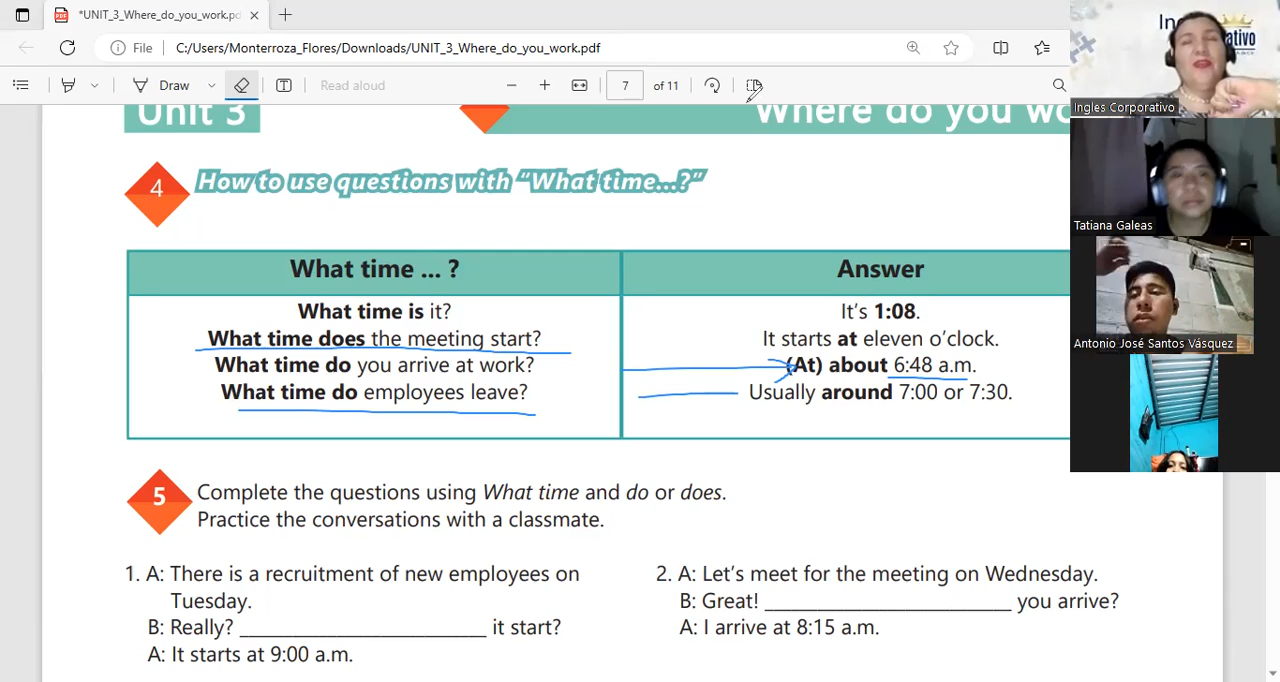 *UNIT_3_Where_do_you_work.pd
File
C:/Users/Monterroza_Flores/Downloads/UNIT_3_Where_do_you_work.pdf
Draw
Read aloud
7
of 11
Unit 3
Where do you wo
4
How to use questions with “What time...?”
What time ... ?
Answer
What time is it?
It’s 1:08.
What time does the meeting start?
It starts at eleven o’clock.
What time do you arrive at work?
(At) about 6:48 a.m.
What time do employees leave?
Usually around 7:00 or 7:30.
5
Complete the questions using What time and do or does.
Practice the conversations with a classmate.
1. A: There is a recruitment of new employees on
Tuesday.
B: Really? _________________________ it start?
A: It starts at 9:00 a.m.
2. A: Let’s meet for the meeting on Wednesday.
B: Great! _________________________ you arrive?
A: I arrive at 8:15 a.m.
Ingles Corporativo
Tatiana Galeas
Antonio José Santos Vásquez